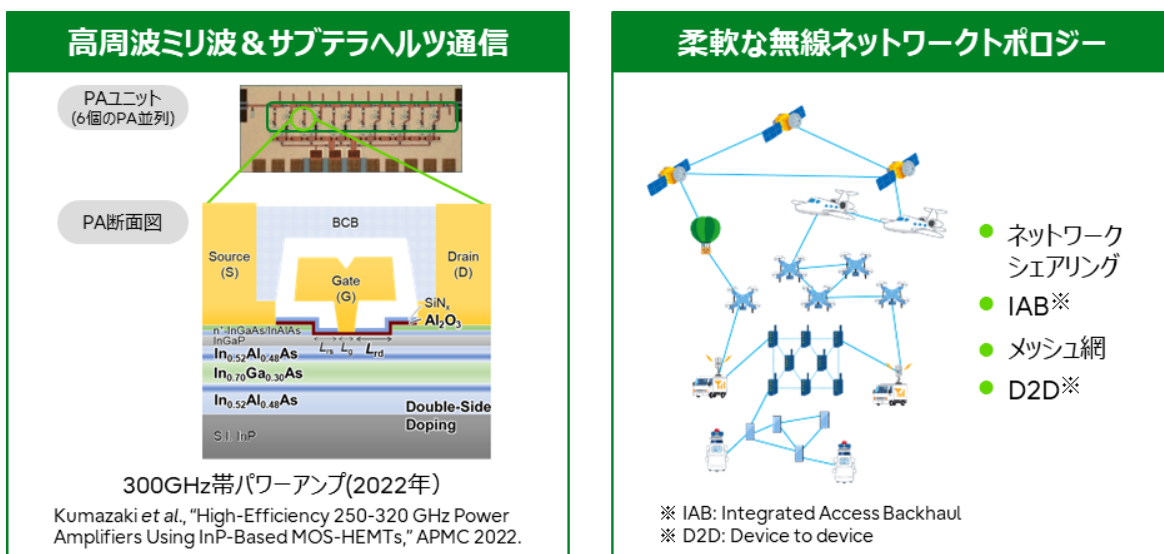 高周波ミリ波&サブテラヘルツ通信
PAユニット
(6個のPA並列)
PA断面図
BCB
Source
(S)
Drain
(D)
Gate
(G)
SiNx
Al2O3
n+-InGaAs/InAlAs
InGaP
Lrs Lg Lrd
In0.52Al0.48As
In0.70Ga0.30As
In0.52Al0.48As
Double-Side
Doping
S.I. InP
300GHz帯パワーアンプ(2022年)
Kumazaki et al., “High-Efficiency 250-320 GHz Power
Amplifiers Using InP-Based MOS-HEMTs,” APMC 2022.
柔軟な無線ネットワークトポロジー
ネットワーク
シェアリング
IAB※
メッシュ網
D2D※
※ IAB: Integrated Access Backhaul
※ D2D: Device to device